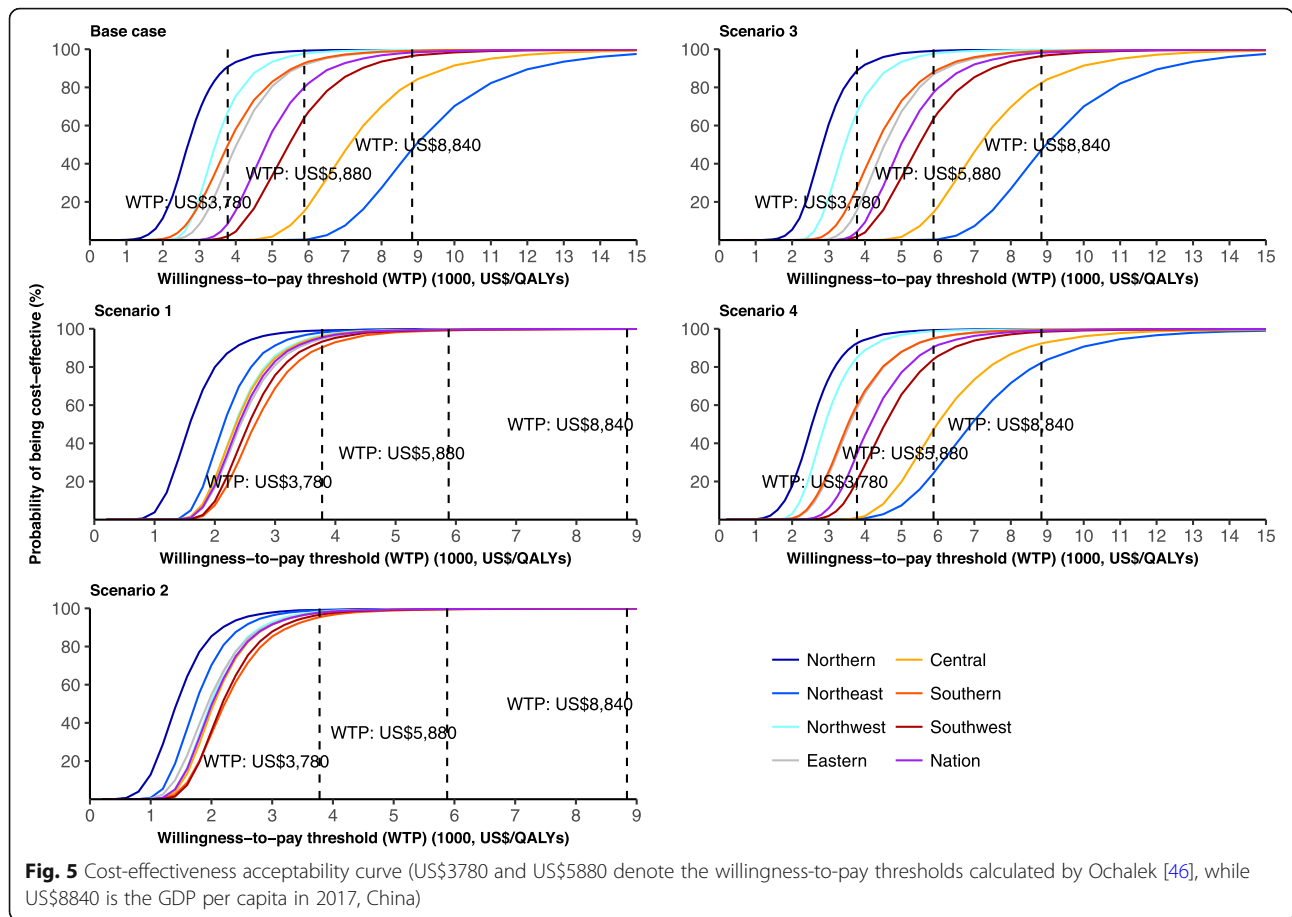 Base case
100
80
60
40
20
WTP: US$3,780
WTP: US$5,880
WTP: US$8,840
0 1 2 3 4 5 6 7 8 9 10 11 12 13 14 15
Willingness−to−pay threshold (WTP) (1000, US$/QALYs)
Scenario 3
100
80
60
40
20
WTP: US$3,780
WTP: US$5,880
WTP: US$8,840
0 1 2 3 4 5 6 7 8 9 10 11 12 13 14 15
Willingness−to−pay threshold (WTP) (1000, US$/QALYs)
Probability of being cost−effective (%)
Scenario 1
100
80
60
40
20
WTP: US$3,780
WTP: US$5,880
WTP: US$8,840
0 1 2 3 4 5 6 7 8 9
Willingness−to−pay threshold (WTP) (1000, US$/QALYs)
Scenario 4
100
80
60
40
20
WTP: US$3,780
WTP: US$5,880
WTP: US$8,840
0 1 2 3 4 5 6 7 8 9 10 11 12 13 14 15
Willingness−to−pay threshold (WTP) (1000, US$/QALYs)
Scenario 2
100
80
60
40
20
WTP: US$3,780
WTP: US$5,880
WTP: US$8,840
0 1 2 3 4 5 6 7 8 9
Willingness−to−pay threshold (WTP) (1000, US$/QALYs)
Northern Central
Northeast Southern
Northwest Southwest
Eastern Nation
Fig. 5 Cost-effectiveness acceptability curve (US$3780 and US$5880 denote the willingness-to-pay thresholds calculated by Ochalek [46], while
US$8840 is the GDP per capita in 2017, China)